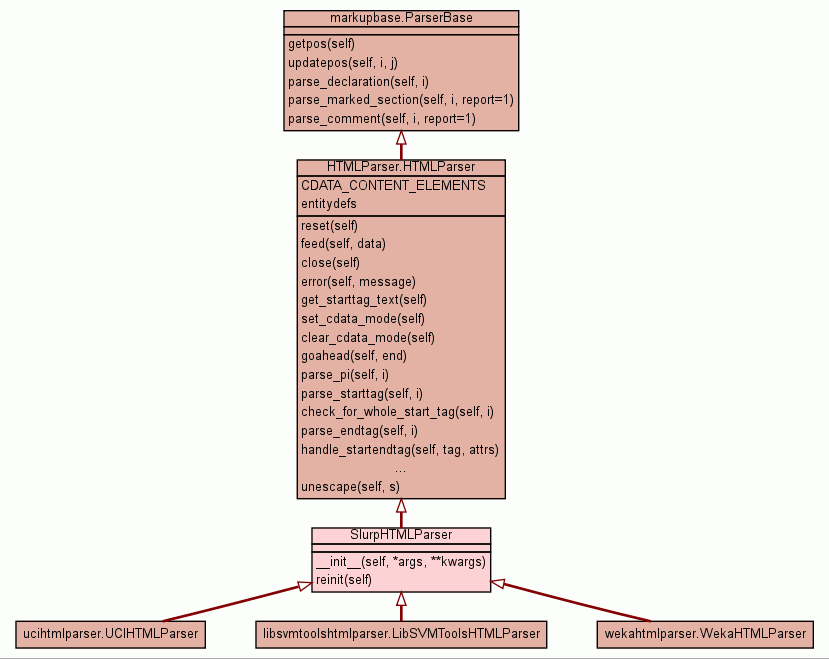 markupbase.ParserBase
getpos(self)
updatepos(self, i, j)
parse_declaration(self, i)
parse_marked_section(self, i, report=1)
parse_comment(self, i, report=1)
HTMLParser.HTMLParser
CDATA_CONTENT_ELEMENTS
entitydefs
reset(self)
feed(self, data)
close(self)
error(self, message)
get_starttag_text(self)
set_cdata_mode(self)
clear_cdata_mode(self)
goahead(self, end)
parse_pi(self, i)
parse_starttag(self, i)
check_for_whole_start_tag(self, i)
parse_endtag(self, i)
handle_startendtag(self, tag, attrs)
...
unescape(self, s)
SlurpHTMLParser
__init__(self, *args, **kwargs)
reinit(self)
ucihtmlparser.UCIHTMLParser
libsvmtoolshtmlparser.LibSVMToolsHTMLParser
wekahtmlparser.WekaHTMLParser